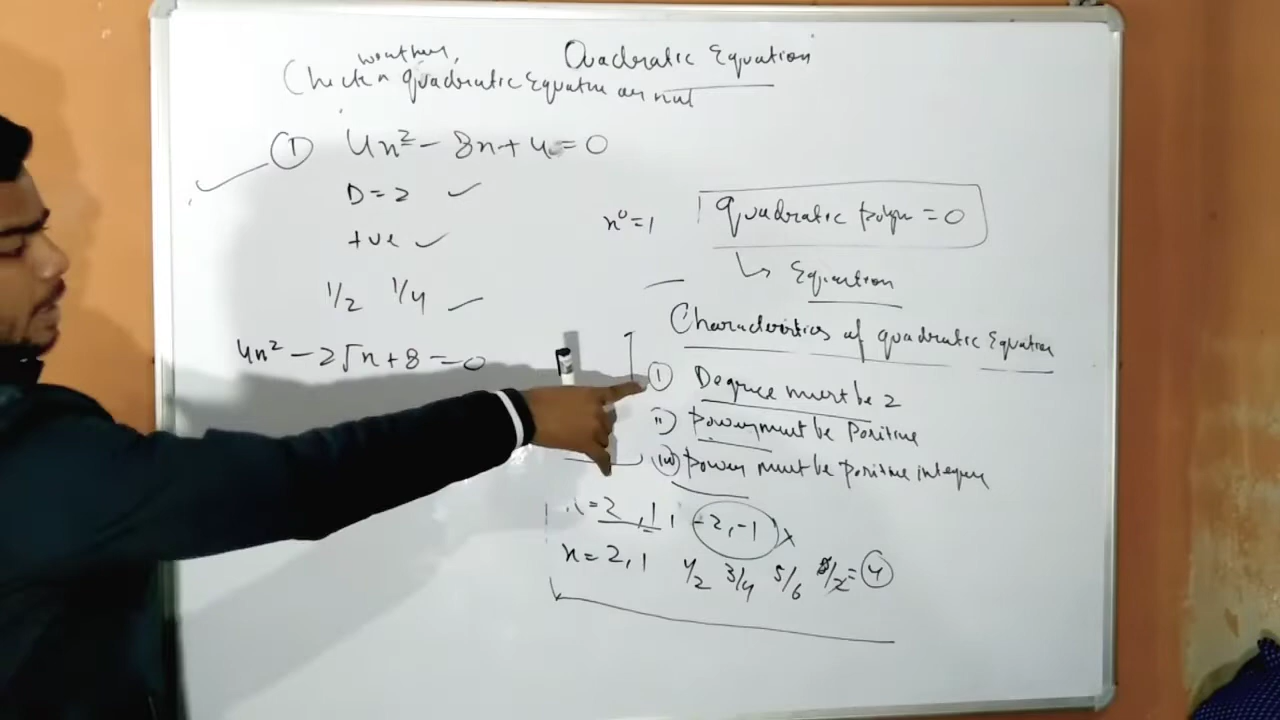 Quadratic Equation
Check quadratic Equation or not
① 4x² - 8x + 4 = 0
D = 2 ✓
+ve ✓
1/2 1/4
4x² - 2√x + 8 = 0
x⁰ = 1
quadratic polyn = 0
↳ Equation
Characteristics of quadratic Equation
① Degree must be 2
ii) Power must be Positive
iii) Power must be positive integer
= 2, 1, -2, -1 ×
x = 2, 1 1/2 3/4 5/6 8/2 = 4